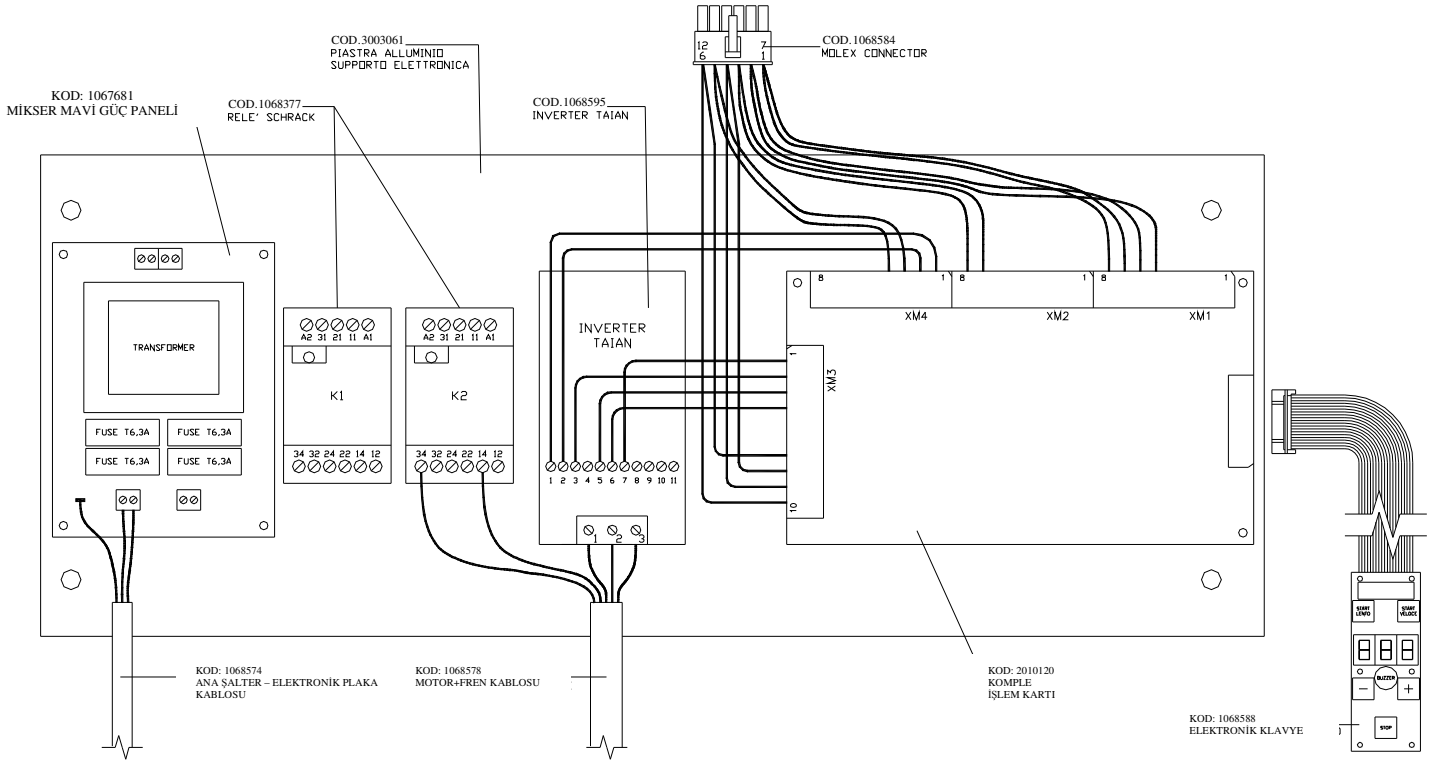 COD.3003061
PIASTRA ALLUMINIO
SUPPORTO ELETTRONICA
12 7
6 1
COD.1068584
MOLEX CONNECTOR
KOD: 1067681
MİKSER MAVİ GÜÇ PANELİ
COD.1068377
RELE' SCHRACK
COD.1068595
INVERTER TAIAN
TRANSFORMER
FUSE T6,3A FUSE T6,3A
FUSE T6,3A FUSE T6,3A
A2 31 21 11 A1
K1
34 32 24 22 14 12
A2 31 21 11 A1
K2
34 32 24 22 14 12
INVERTER
TAIAN
1 2 3 4 5 6 7 8 9 10 11
1 2 3
8 1 8 1 8 1
XM4 XM2 XM1
1
XM3
10
START
LENTO
START
VELOCE
8 8 8
BUZZER
− +
STOP
KOD: 1068574
ANA ŞALTER – ELEKTRONİK PLAKA
KABLOSU
KOD: 1068578
MOTOR+FREN KABLOSU
KOD: 2010120
KOMPLE
İŞLEM KARTI
KOD: 1068588
ELEKTRONİK KLAVYE